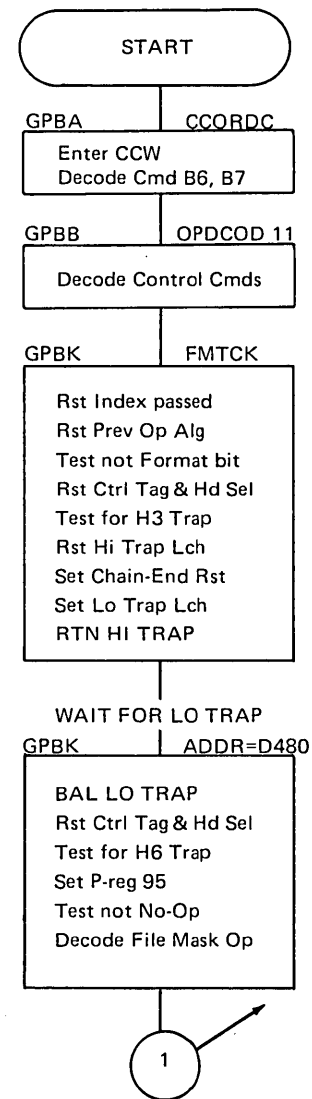 START
GPBA CCORDC
Enter CCW
Decode Cmd B6, B7
GPBB OPDCOD 11
Decode Control Cmds
GPBK FMTCK
Rst Index passed
Rst Prev Op Alg
Test not Format bit
Rst Ctrl Tag & Hd Sel
Test for H3 Trap
Rst Hi Trap Lch
Set Chain-End Rst
Set Lo Trap Lch
RTN HI TRAP
WAIT FOR LO TRAP
GPBK ADDR=D480
BAL LO TRAP
Rst Ctrl Tag & Hd Sel
Test for H6 Trap
Set P-reg 95
Test not No-Op
Decode File Mask Op
1